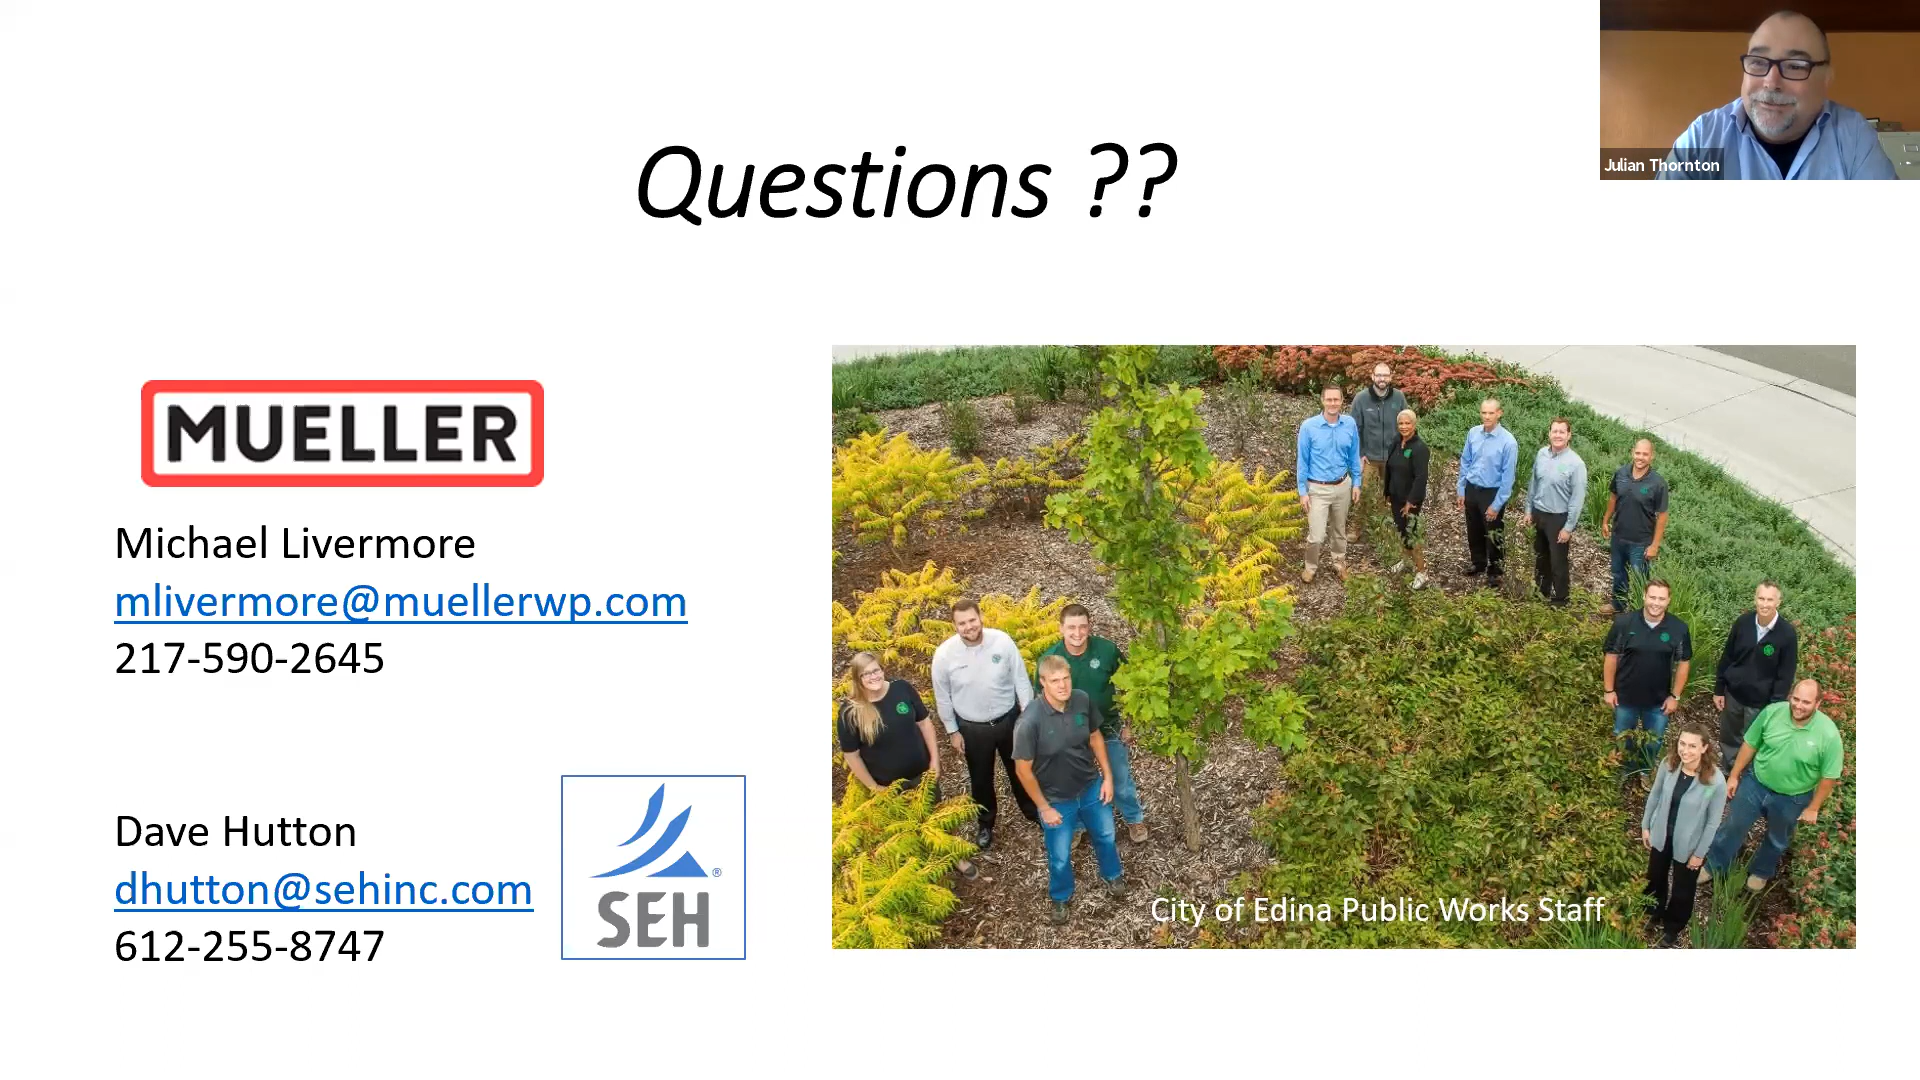 Questions ??
Julian Thornton
MUELLER
Michael Livermore
mlivermore@muellerwp.com
217-590-2645
Dave Hutton
dhutton@sehinc.com
612-255-8747
®
SEH
City of Edina Public Works Staff